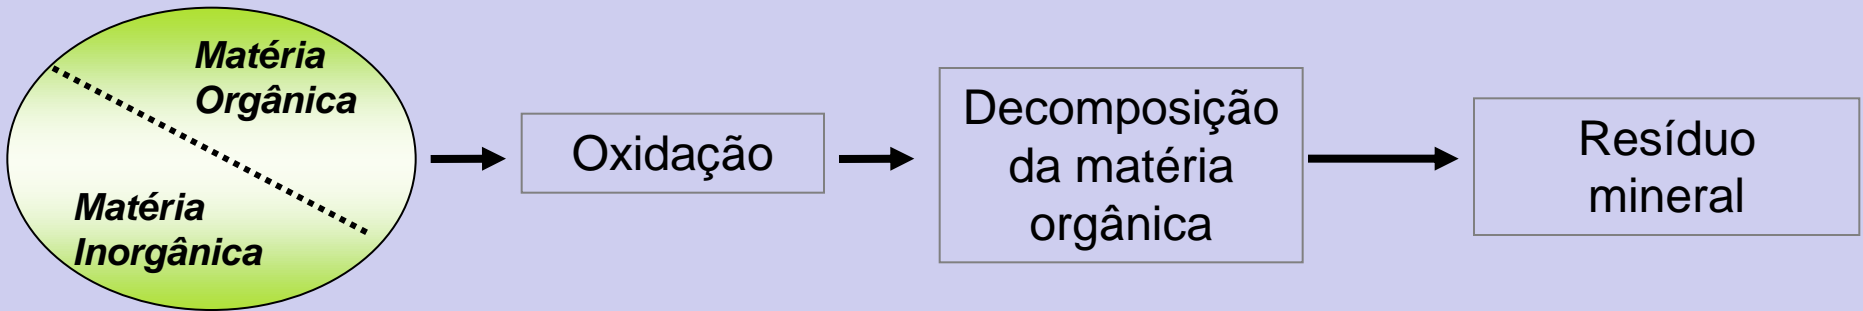 Matéria
Orgânica
Matéria
Inorgânica
Oxidação
Decomposição
da matéria
orgânica
Resíduo
mineral